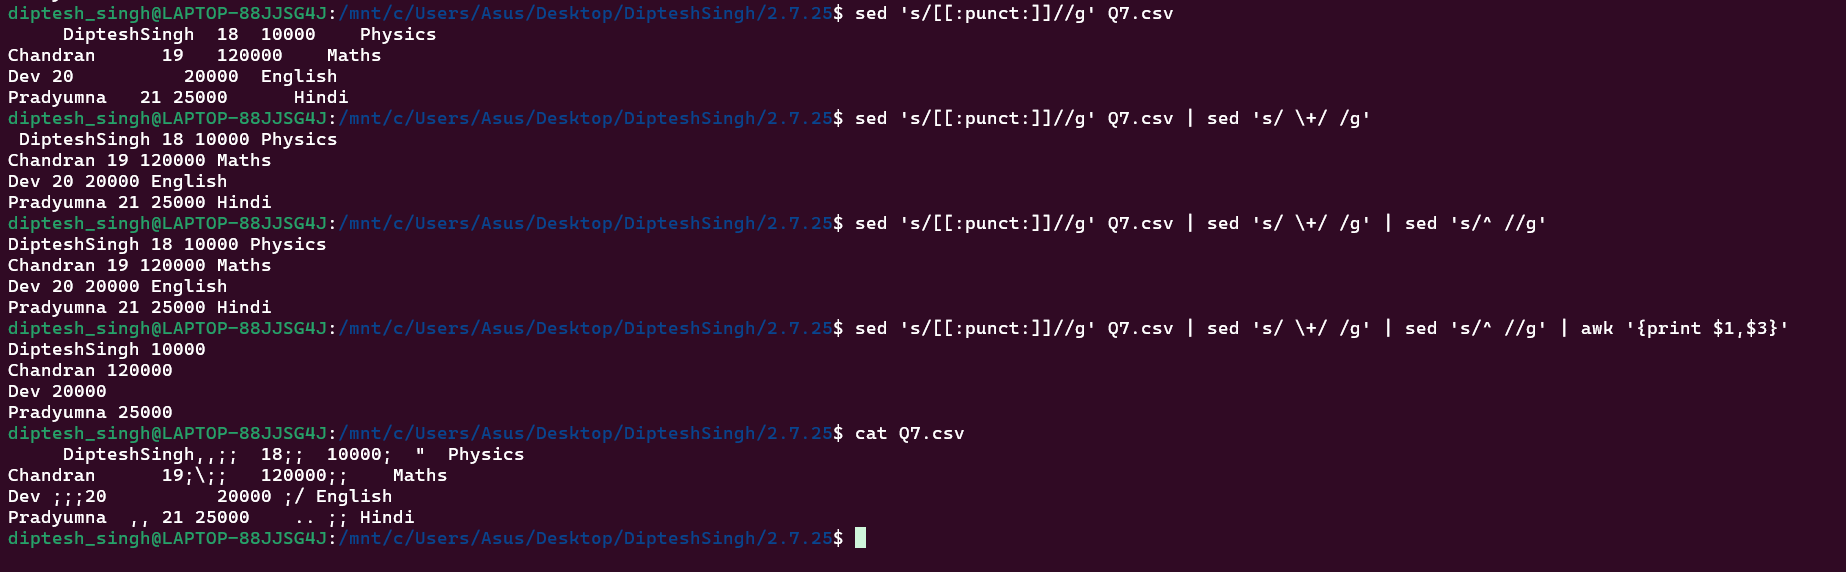 diptesh_singh@LAPTOP-88JJSG4J:/mnt/c/Users/Asus/Desktop/DipteshSingh/2.7.25$ sed 's/[[:punct:]]//g' Q7.csv
     DipteshSingh  18  10000    Physics
Chandran      19   120000    Maths
Dev 20          20000  English
Pradyumna   21 25000      Hindi
diptesh_singh@LAPTOP-88JJSG4J:/mnt/c/Users/Asus/Desktop/DipteshSingh/2.7.25$ sed 's/[[:punct:]]//g' Q7.csv | sed 's/ \+/ /g'
 DipteshSingh 18 10000 Physics
Chandran 19 120000 Maths
Dev 20 20000 English
Pradyumna 21 25000 Hindi
diptesh_singh@LAPTOP-88JJSG4J:/mnt/c/Users/Asus/Desktop/DipteshSingh/2.7.25$ sed 's/[[:punct:]]//g' Q7.csv | sed 's/ \+/ /g' | sed 's/^ //g'
DipteshSingh 18 10000 Physics
Chandran 19 120000 Maths
Dev 20 20000 English
Pradyumna 21 25000 Hindi
diptesh_singh@LAPTOP-88JJSG4J:/mnt/c/Users/Asus/Desktop/DipteshSingh/2.7.25$ sed 's/[[:punct:]]//g' Q7.csv | sed 's/ \+/ /g' | sed 's/^ //g' | awk '{print $1,$3}'
DipteshSingh 10000
Chandran 120000
Dev 20000
Pradyumna 25000
diptesh_singh@LAPTOP-88JJSG4J:/mnt/c/Users/Asus/Desktop/DipteshSingh/2.7.25$ cat Q7.csv
     DipteshSingh,,;;  18;;  10000;  "  Physics
Chandran      19;\;;   120000;;    Maths
Dev ;;;20          20000 ;/ English
Pradyumna  ,, 21 25000    .. ;; Hindi
diptesh_singh@LAPTOP-88JJSG4J:/mnt/c/Users/Asus/Desktop/DipteshSingh/2.7.25$